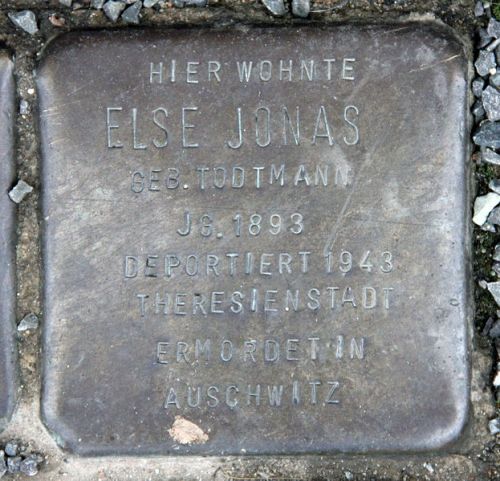 HIER WOHNTE
ELSE JONAS
GEB. TODTMANN
JG. 1893
DEPORTIERT 1943
THERESIENSTADT
ERMORDET IN
AUSCHWITZ